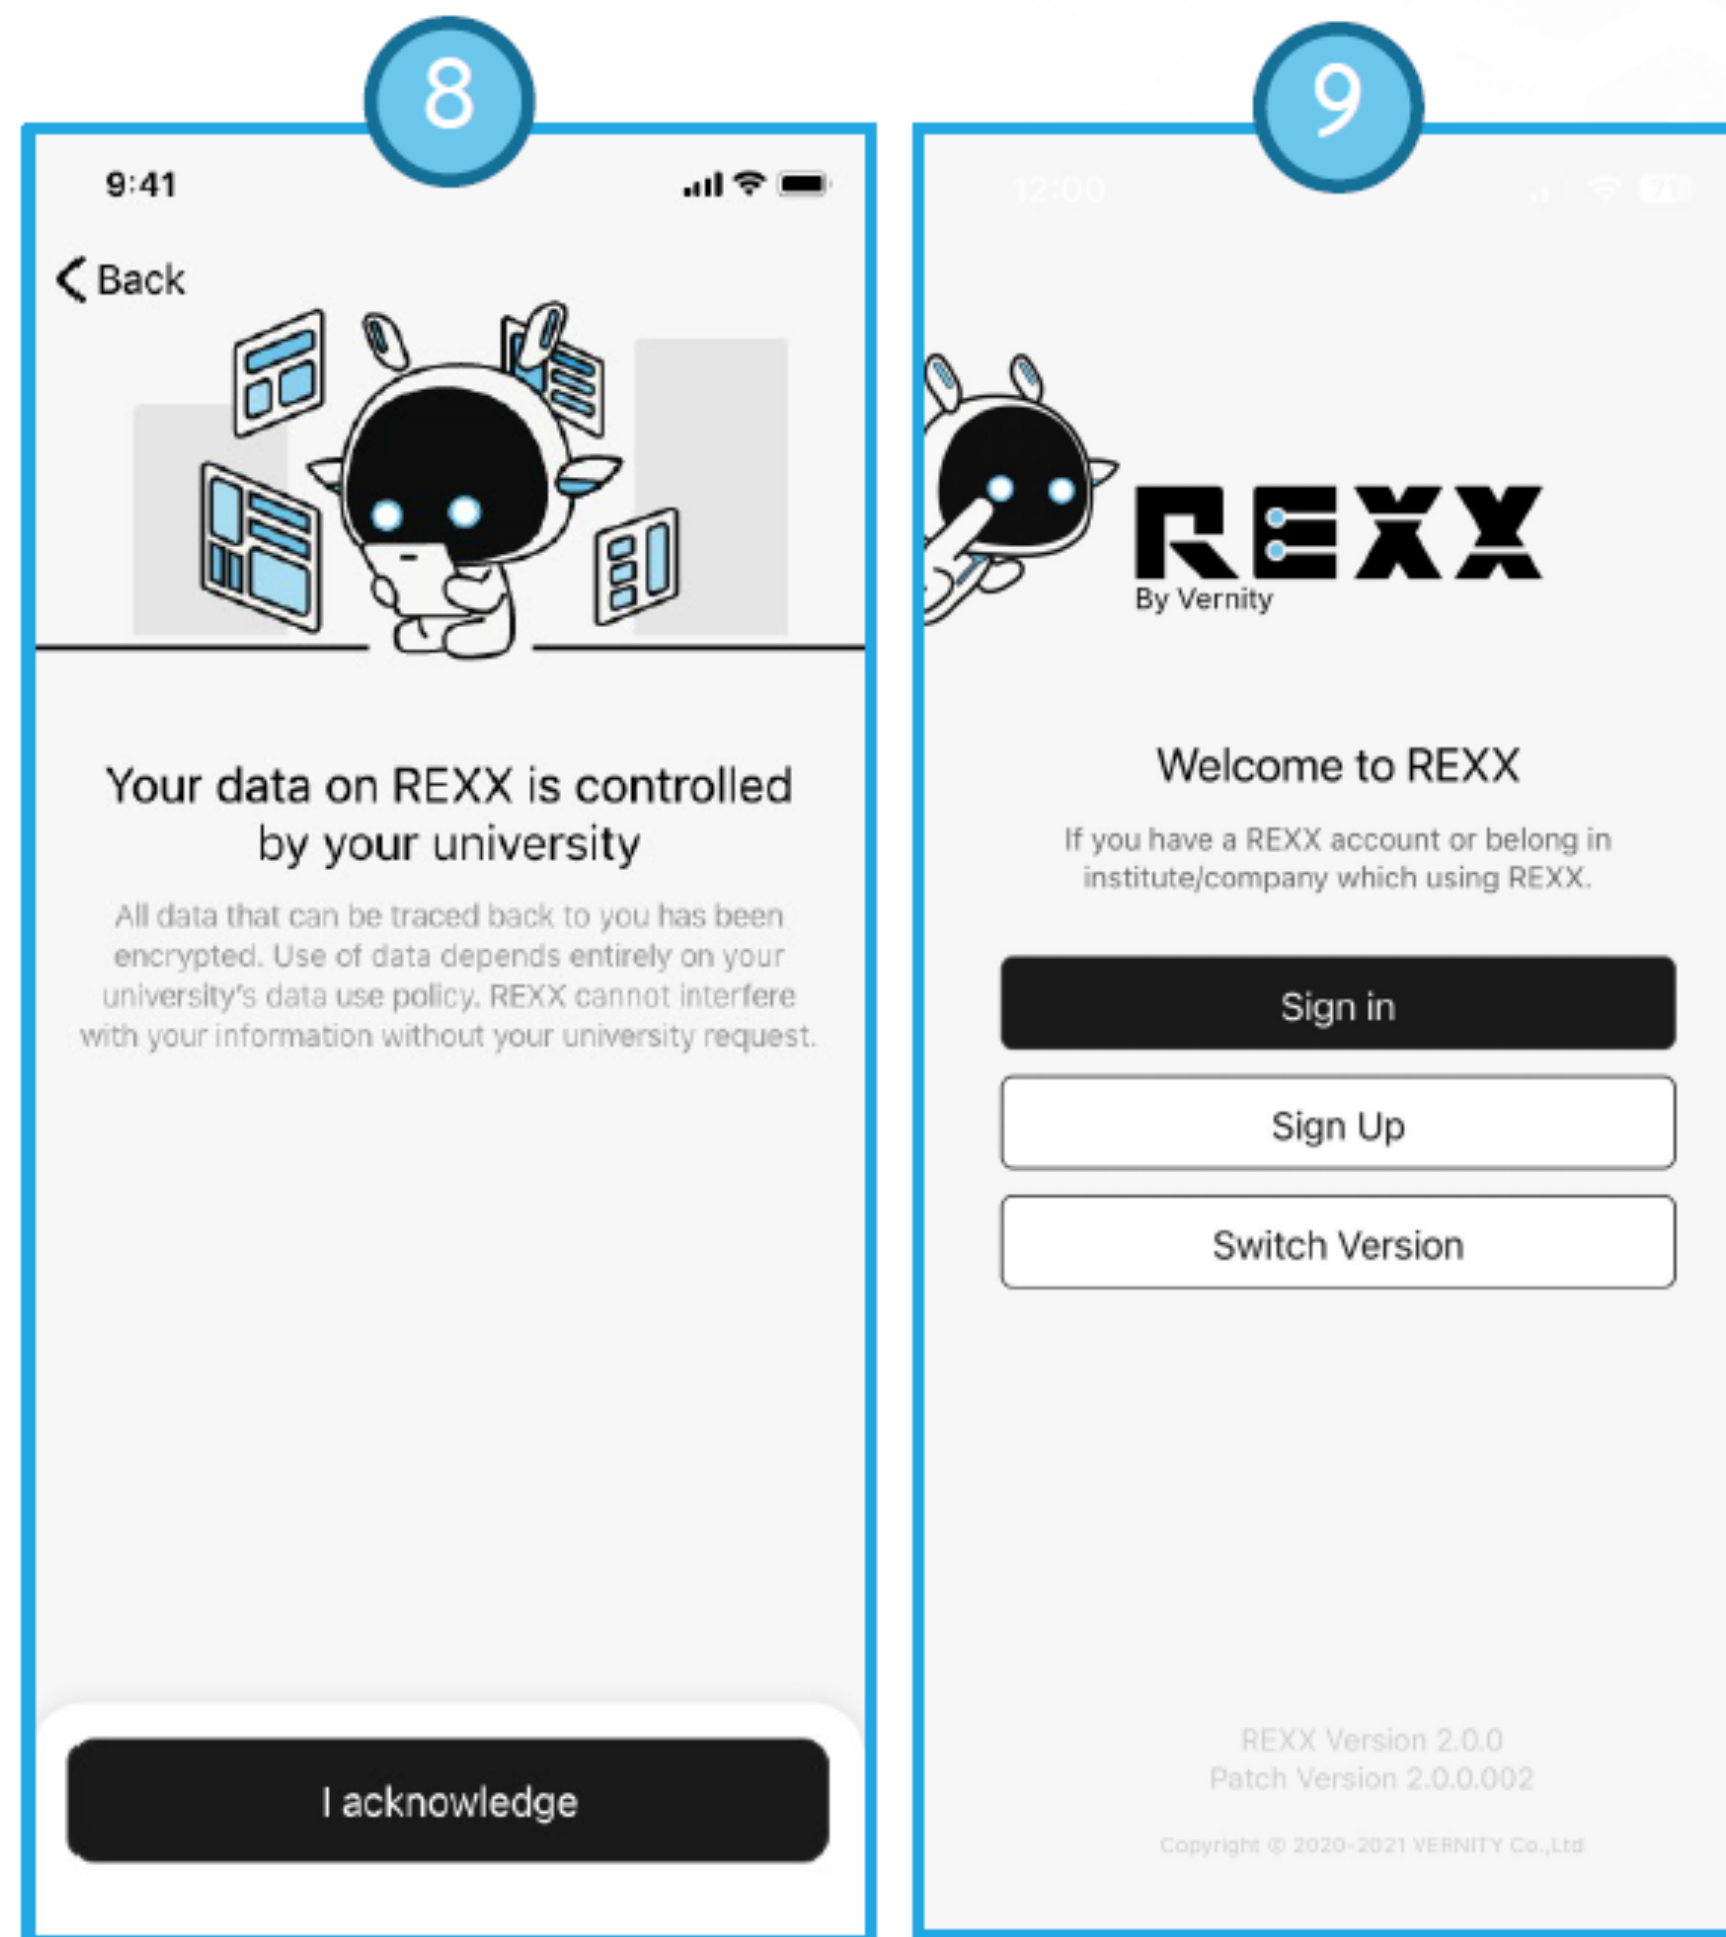 8
9:41
Back
Your data on REXX is controlled
by your university
All data that can be traced back to you has been
encrypted. Use of data depends entirely on your
university's data use policy. REXX cannot interfere
with your information without your university request.
I acknowledge
9
12:00
71
REXX
By Vernity
Welcome to REXX
If you have a REXX account or belong in
institute/company which using REXX.
Sign in
Sign Up
Switch Version
REXX Version 2.0.0
Patch Version 2.0.0.002
Copyright © 2020-2021 VERNITY Co.,Ltd